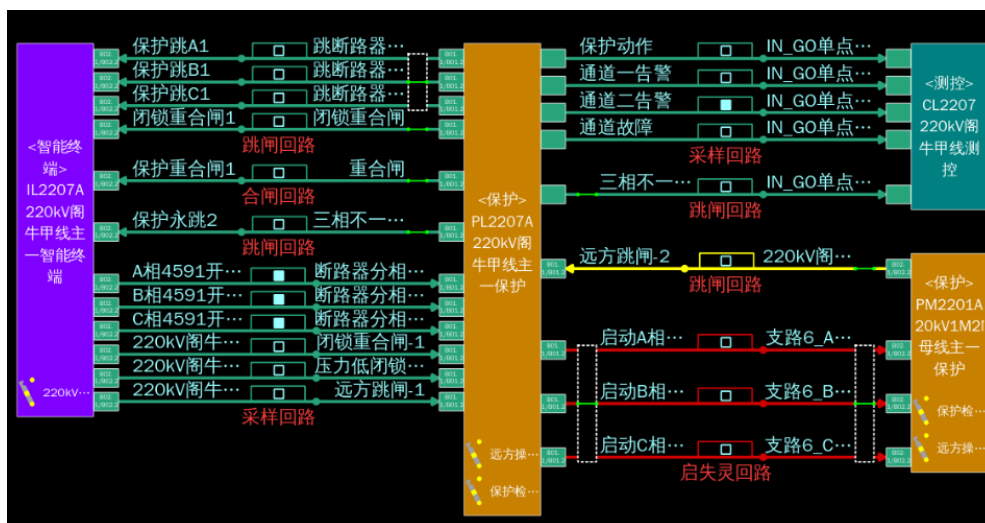 <智能终
端>
IL2207A
220kV阁
牛甲线主
一智能终
端
220kV…
保护跳A1
跳断路器…
保护跳B1
跳断路器…
保护跳C1
跳断路器…
闭锁重合闸1
闭锁重合闸
跳闸回路
保护重合闸1
重合闸
合闸回路
保护永跳2
三相不一…
跳闸回路
A相4591开…
断路器分相…
B相4591开…
断路器分相…
C相4591开…
断路器分相…
220kV阁牛…
闭锁重合闸-1
220kV阁牛…
压力低闭锁…
220kV阁牛…
远方跳闸-1
采样回路
<保护>
PL2207A
220kV阁
牛甲线主
一保护
远方操…
保护检…
保护动作
IN_GO单点…
通道一告警
IN_GO单点…
通道二告警
IN_GO单点…
通道故障
IN_GO单点…
采样回路
三相不一…
IN_GO单点…
跳闸回路
远方跳闸-2
220kV阁…
跳闸回路
启动A相…
支路6_A…
启动B相…
支路6_B…
启动C相…
支路6_C…
启失灵回路
<测控>
CL2207
220kV阁
牛甲线测
控
<保护>
PM2201A
20kV1M2
母线主一
保护
保护检…
远方操…